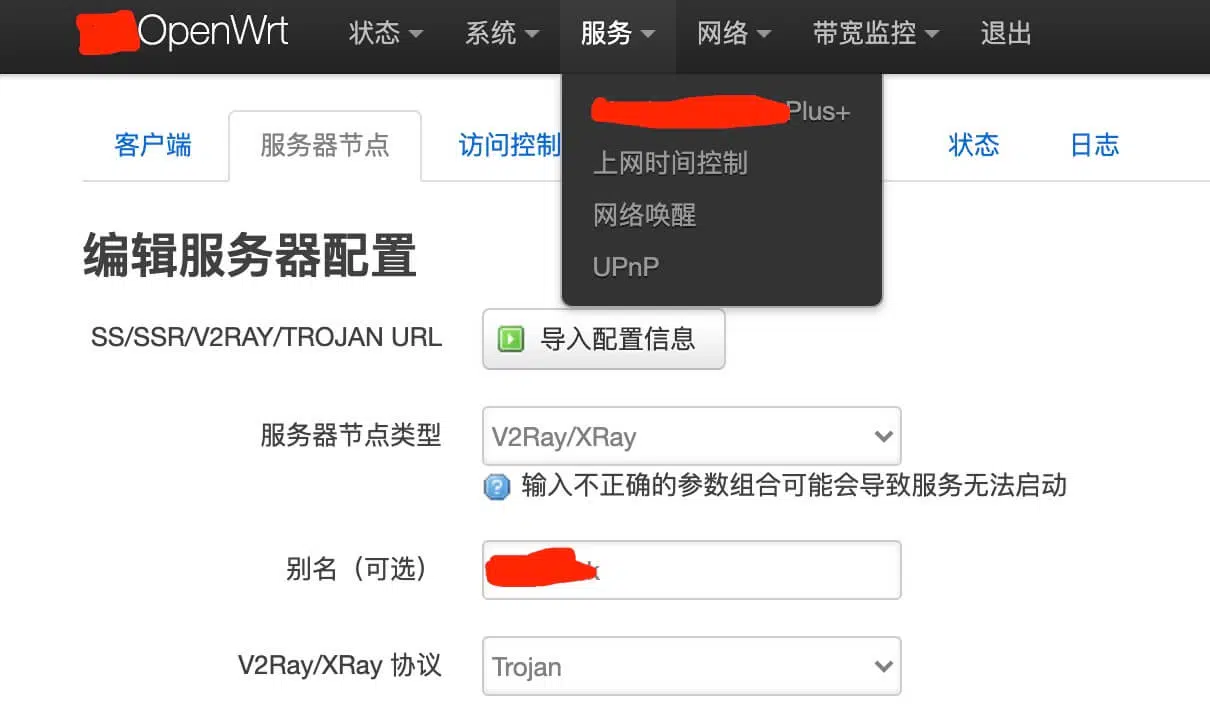 OpenWrt 状态 系统 服务 网络 带宽监控 退出
Plus+
客户端 服务器节点 访问控制 状态 日志
上网时间控制
网络唤醒
UPnP
编辑服务器配置
SS/SSR/V2RAY/TROJAN URL 导入配置信息
服务器节点类型 V2Ray/XRay
输入不正确的参数组合可能会导致服务无法启动
别名（可选）
V2Ray/XRay 协议 Trojan